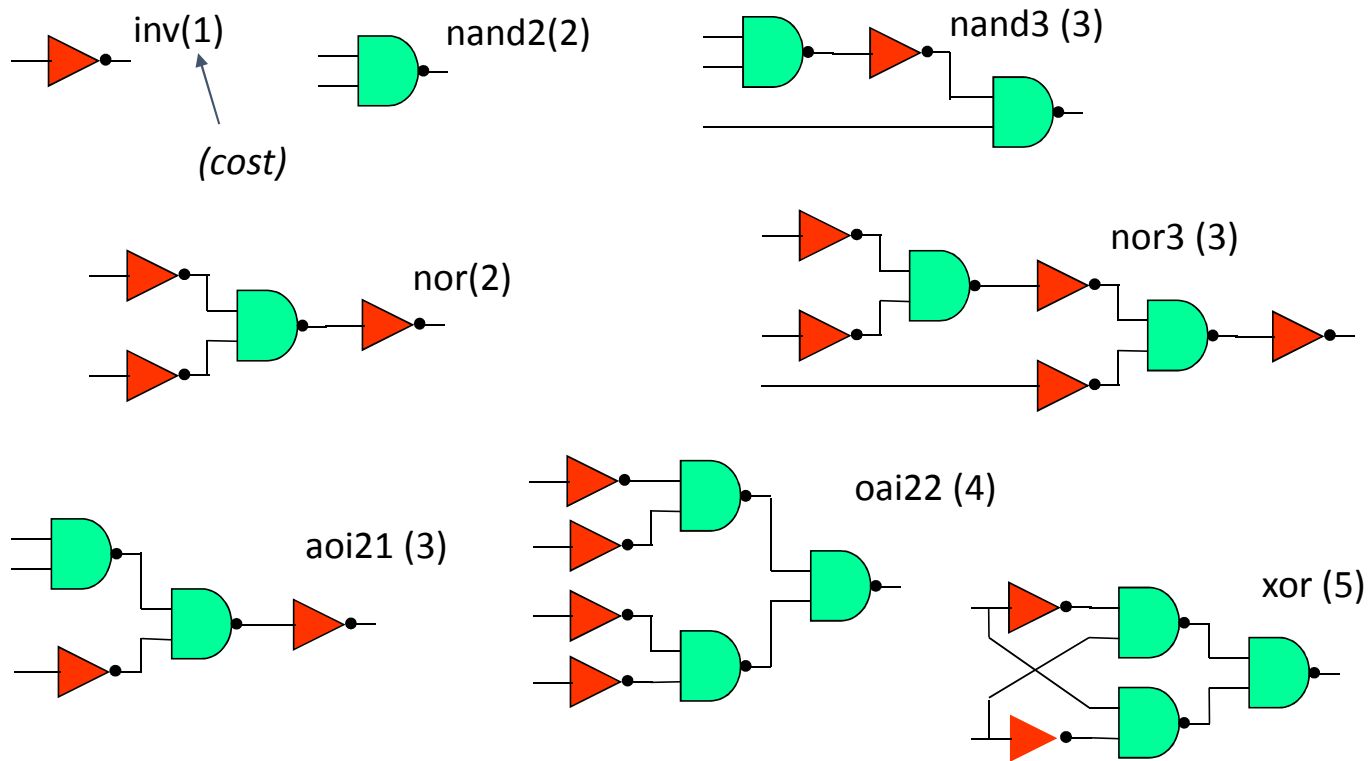 inv(1)
nand2(2)
nand3 (3)
(cost)
nor(2)
nor3 (3)
aoi21 (3)
oai22 (4)
xor (5)